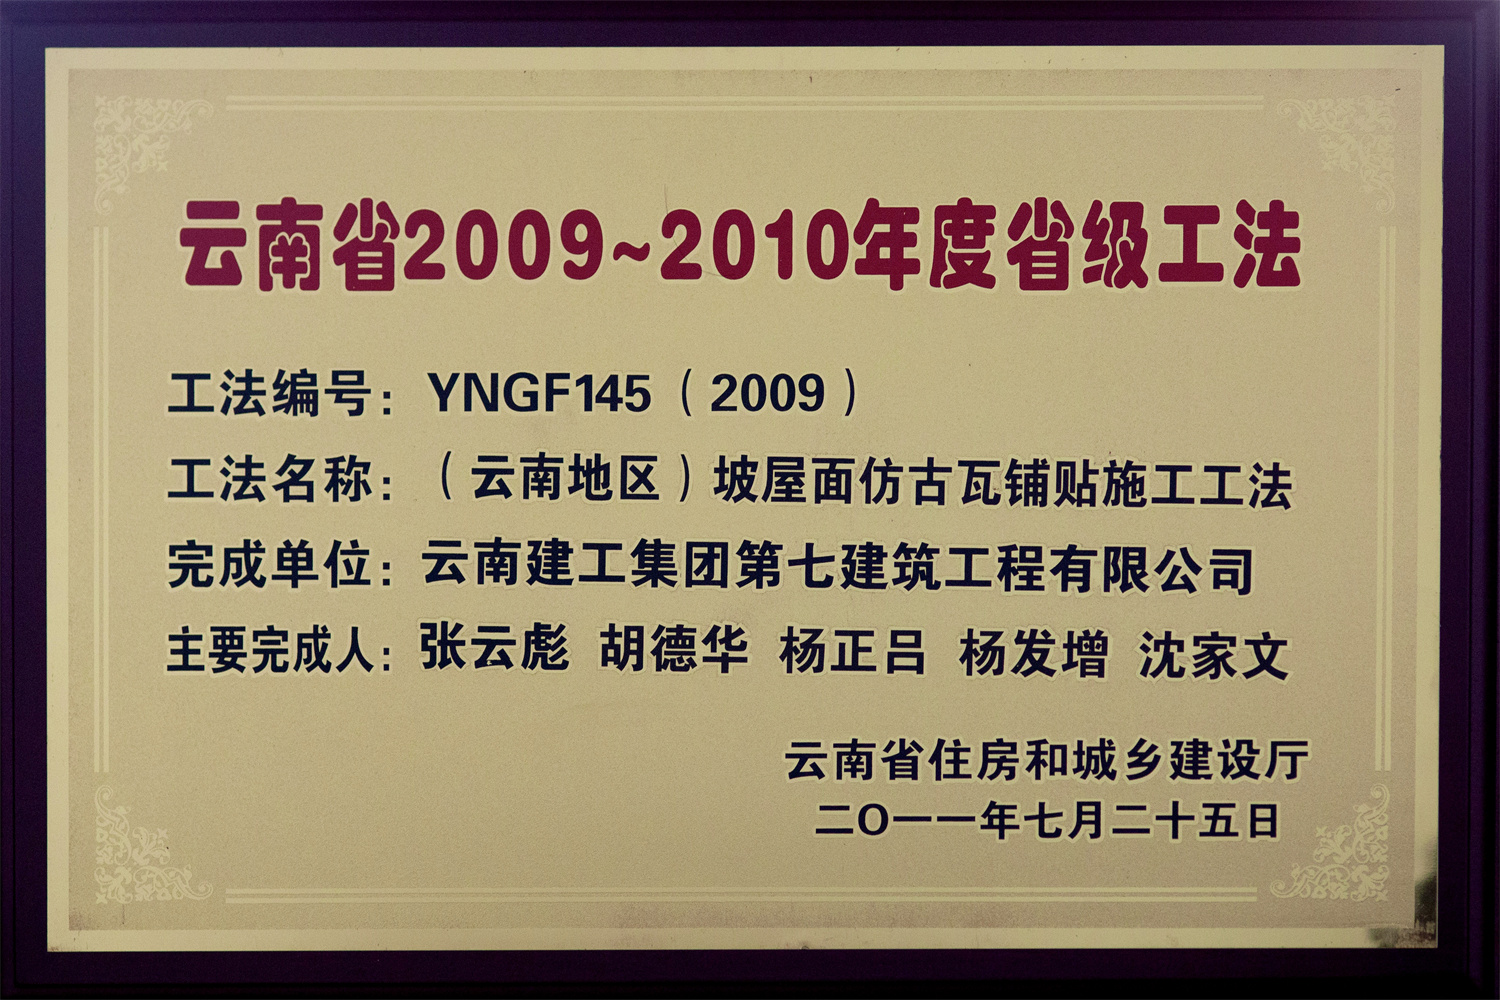 云南省2009~2010年度省级工法
工法编号：YNGF145（2009）
工法名称：（云南地区）坡屋面仿古瓦铺贴施工工法
完成单位：云南建工集团第七建筑工程有限公司
主要完成人：张云彪 胡德华 杨正吕 杨发增 沈家文
云南省住房和城乡建设厅
二〇一一年七月二十五日